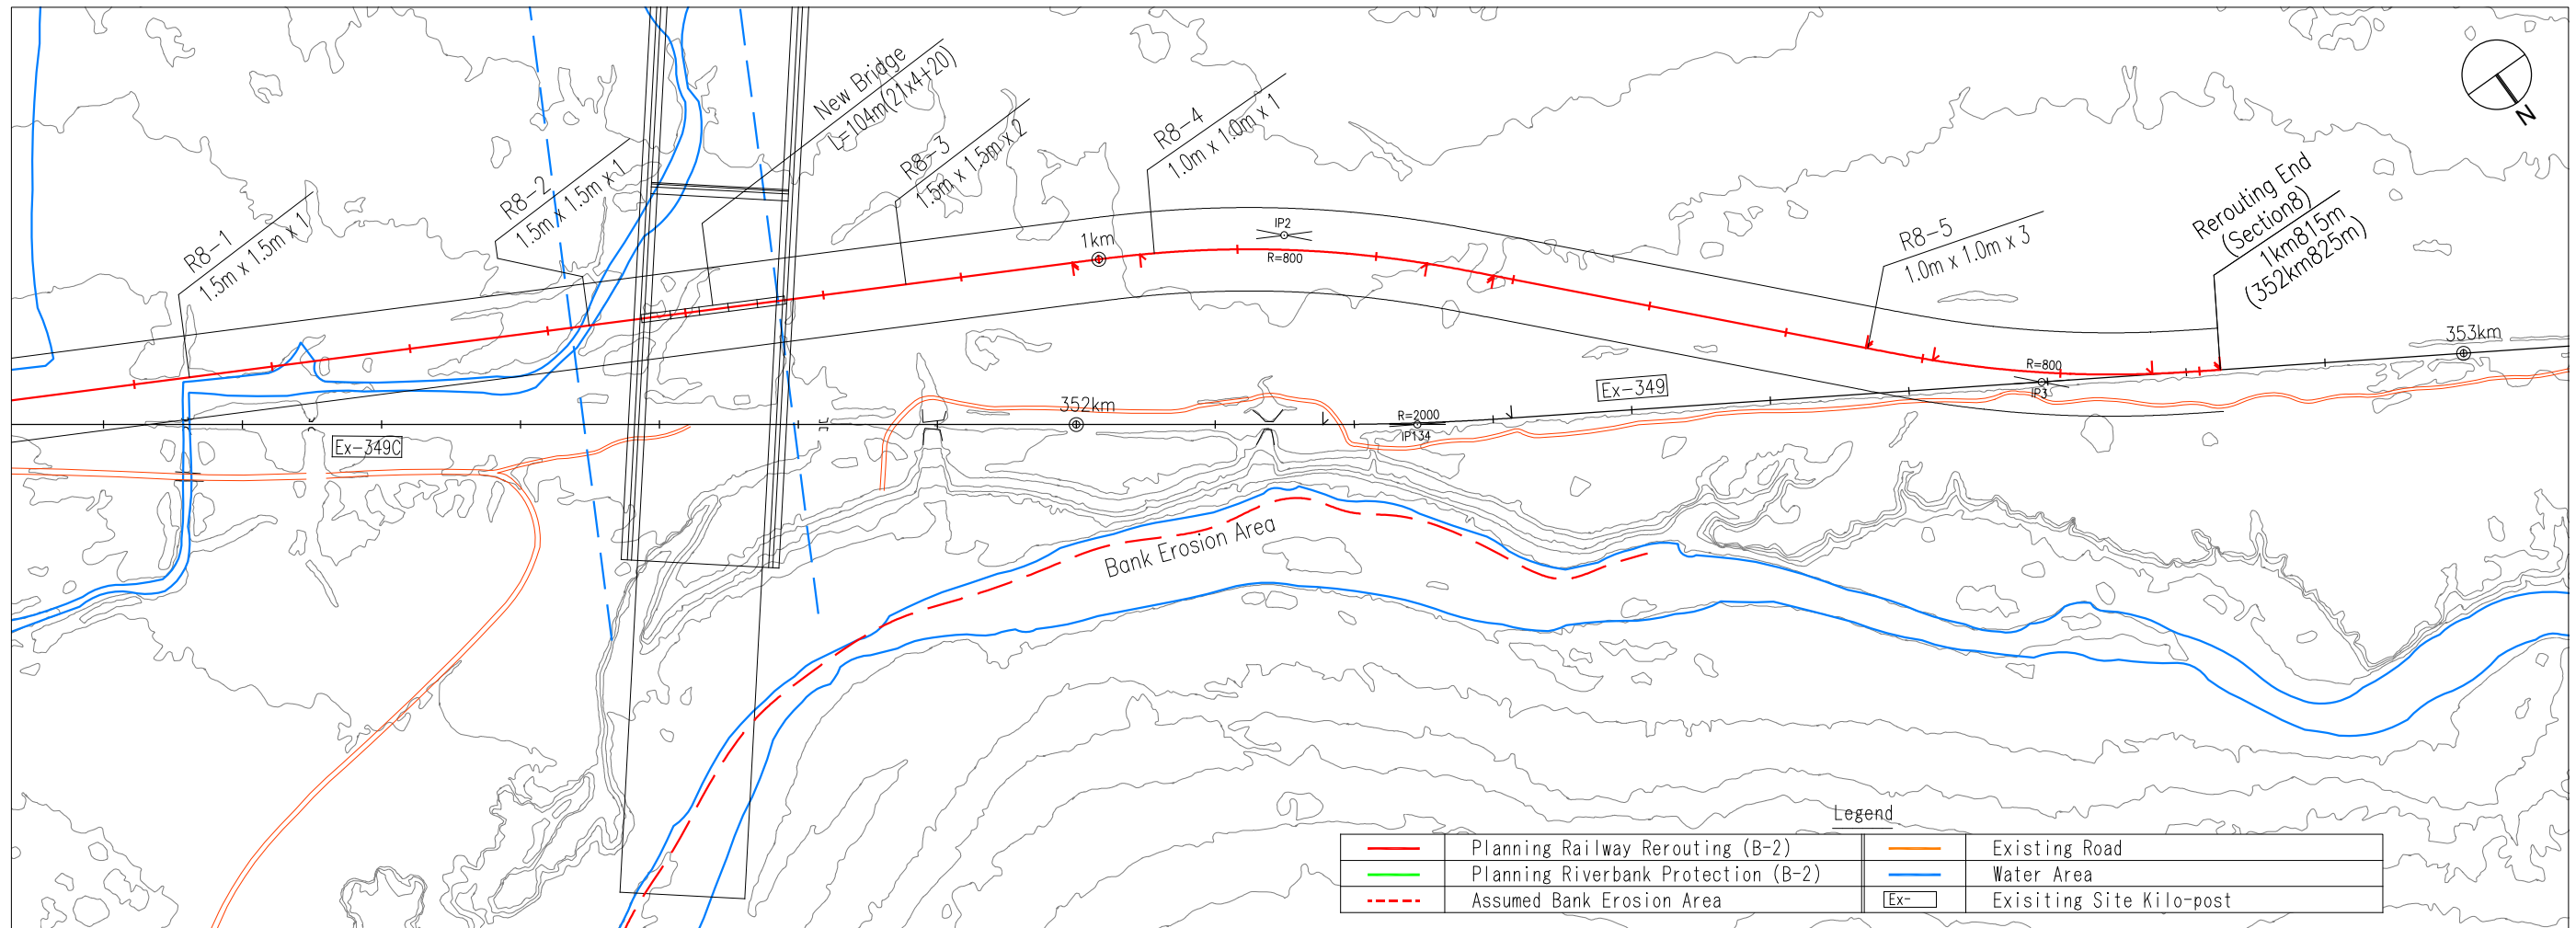 R8-1
1.5m x 1.5m x 1
R8-2
1.5m x 1.5m x 1
New Bridge
L=104m(21x4+20)
R8-3
1.5m x 1.5m x 2
R8-4
1.0m x 1.0m x 1
1km
IP2
R=800
R8-5
1.0m x 1.0m x 3
Rerouting End
(Section8)
1km815m
(352km825m)
N
353km
R=800
IP3
Ex-349
352km
R=2000
IP134
Ex-349C
Bank Erosion Area
Legend
Planning Railway Rerouting (B-2)
Existing Road
Planning Riverbank Protection (B-2)
Water Area
Assumed Bank Erosion Area
Ex-
Exisiting Site Kilo-post